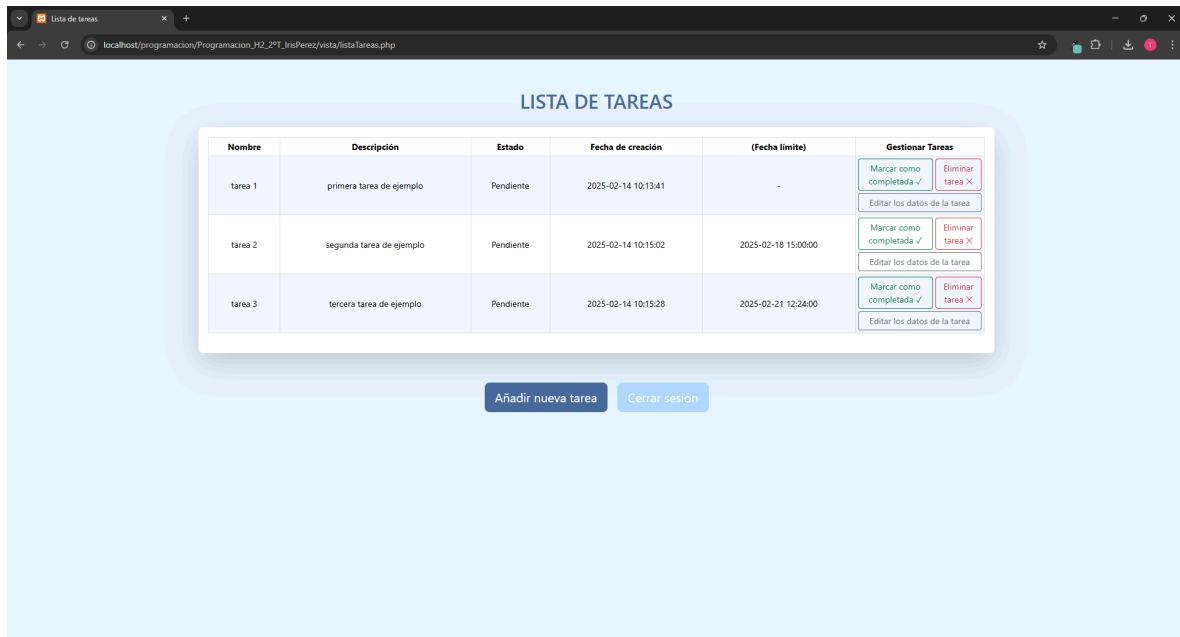 Lista de tareas
localhost/programacion/Programacion_H2_2ºT_IrisPerez/vista/listaTareas.php
LISTA DE TAREAS
Nombre Descripción Estado Fecha de creación (Fecha límite) Gestionar Tareas
tarea 1 primera tarea de ejemplo Pendiente 2025-02-14 10:13:41 -
Marcar como completada ✓ Eliminar tarea ✕
Editar los datos de la tarea
tarea 2 segunda tarea de ejemplo Pendiente 2025-02-14 10:15:02 2025-02-18 15:00:00
Marcar como completada ✓ Eliminar tarea ✕
Editar los datos de la tarea
tarea 3 tercera tarea de ejemplo Pendiente 2025-02-14 10:15:28 2025-02-21 12:24:00
Marcar como completada ✓ Eliminar tarea ✕
Editar los datos de la tarea
Añadir nueva tarea Cerrar sesión